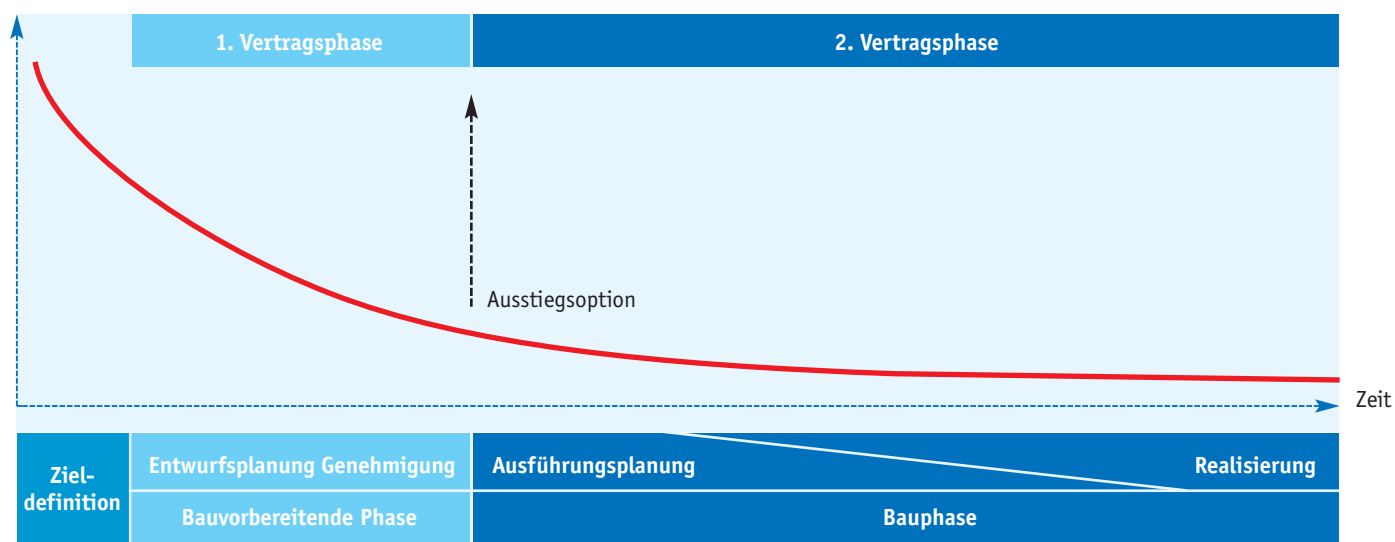 1. Vertragsphase
2. Vertragsphase
Ausstiegsoption
Zeit
Ziel-
definition
Entwurfsplanung Genehmigung
Ausführungsplanung
Realisierung
Bauvorbereitende Phase
Bauphase